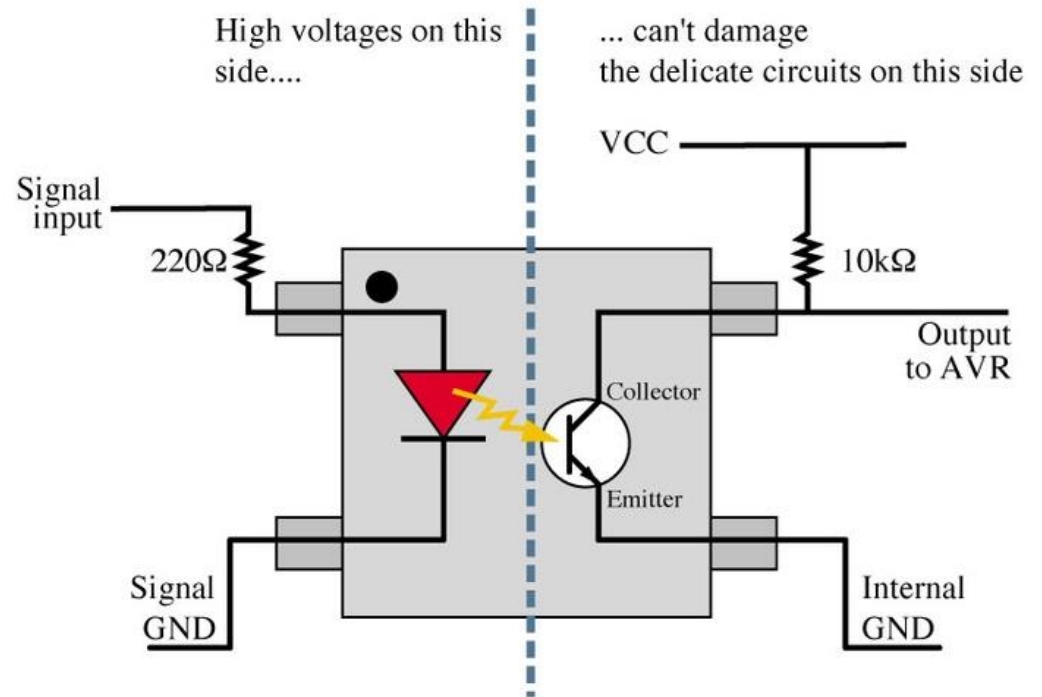 High voltages on this
side....
... can't damage
the delicate circuits on this side
VCC
Signal
input
220Ω
10kΩ
Output
to AVR
Collector
Emitter
Signal
GND
Internal
GND